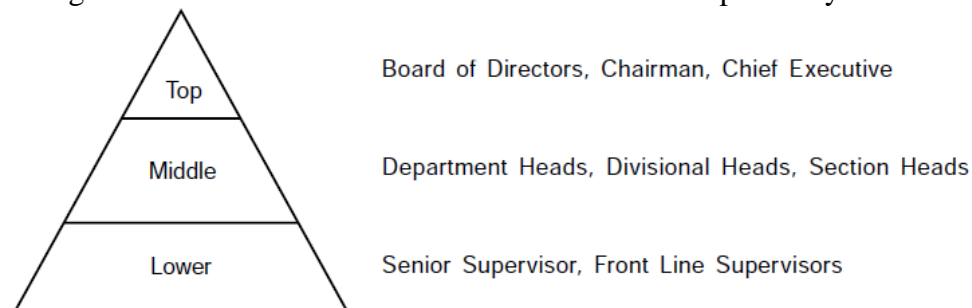 Top
Board of Directors, Chairman, Chief Executive
Middle
Department Heads, Divisional Heads, Section Heads
Lower
Senior Supervisor, Front Line Supervisors